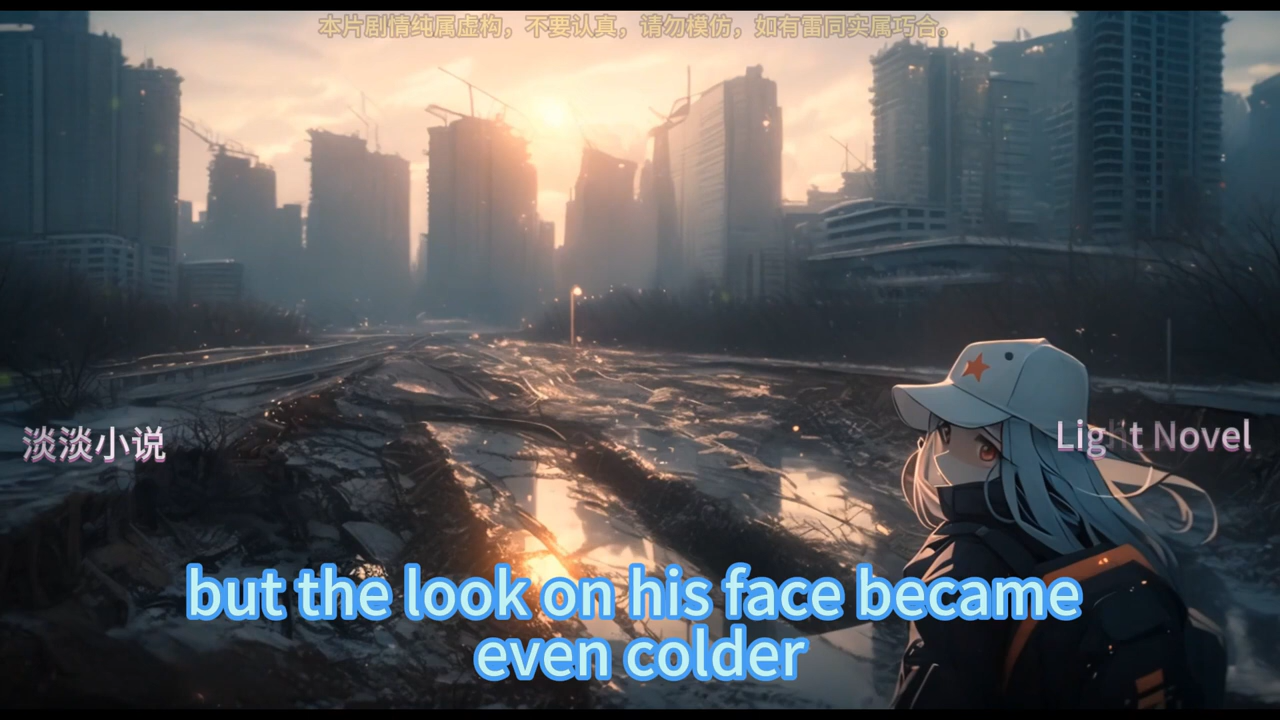 本片剧情纯属虚构，不要认真，请勿模仿，如有雷同实属巧合。
淡淡小说
Light Novel
but the look on his face became
even colder